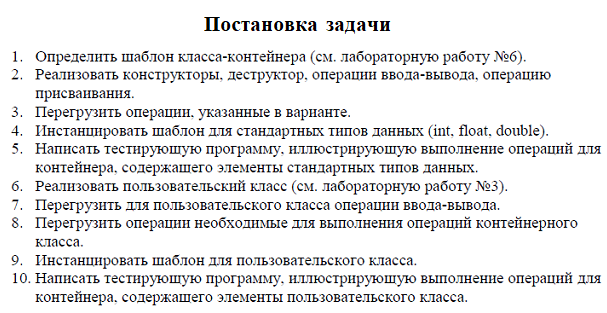 Постановка задачи
1. Определить шаблон класса-контейнера (см. лабораторную работу №6).
2. Реализовать конструкторы, деструктор, операции ввода-вывода, операцию
присваивания.
3. Перегрузить операции, указанные в варианте.
4. Инстанцировать шаблон для стандартных типов данных (int, float, double).
5. Написать тестирующую программу, иллюстрирующую выполнение операций для
контейнера, содержащего элементы стандартных типов данных.
6. Реализовать пользовательский класс (см. лабораторную работу №3).
7. Перегрузить для пользовательского класса операции ввода-вывода.
8. Перегрузить операции необходимые для выполнения операций контейнерного
класса.
9. Инстанцировать шаблон для пользовательского класса.
10. Написать тестирующую программу, иллюстрирующую выполнение операций для
контейнера, содержащего элементы пользовательского класса.